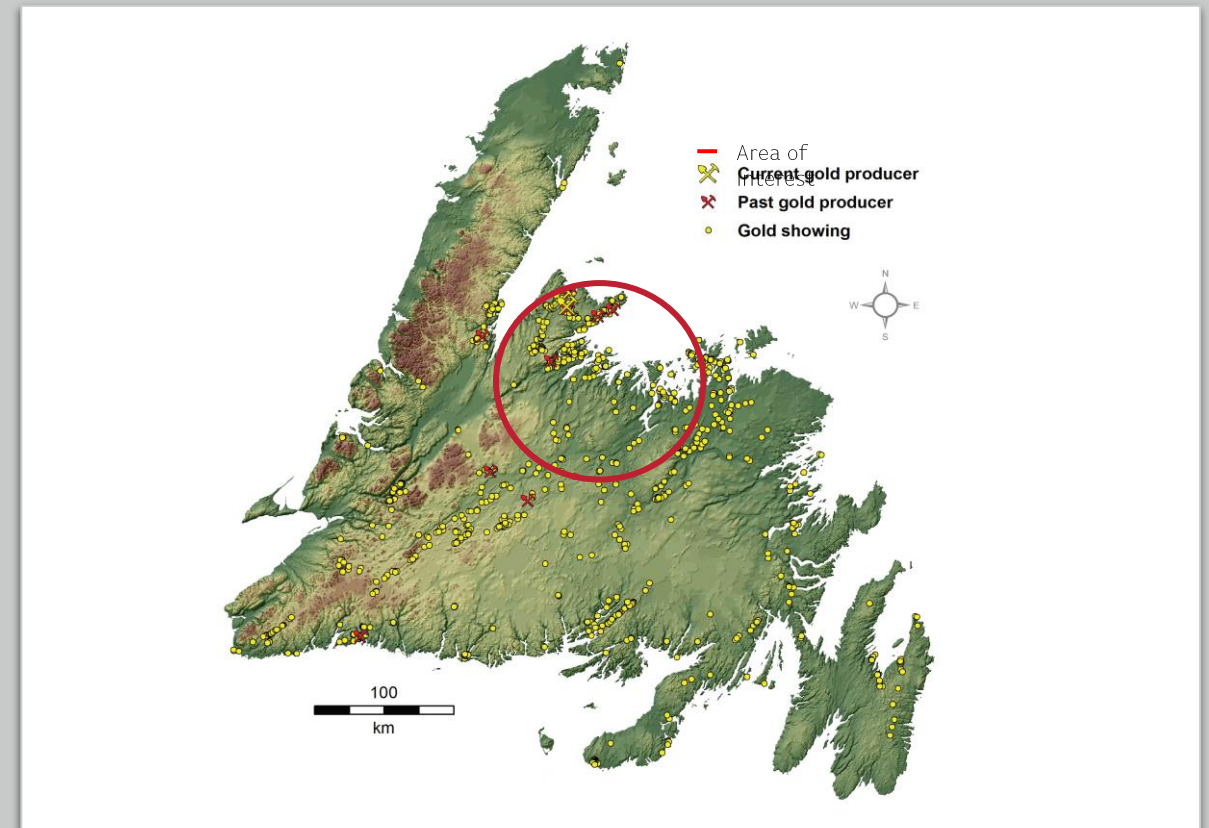 Area of
interest
Current gold producer
Past gold producer
Gold showing
N
W
E
S
100
km